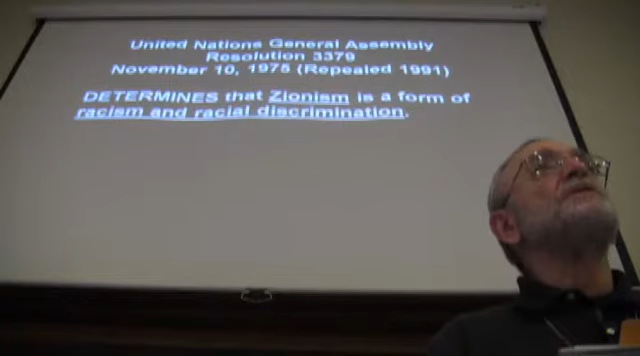 United Nations General Assembly
Resolution 3379
November 10, 1975 (Repealed 1991)
DETERMINES that Zionism is a form of
racism and racial discrimination.